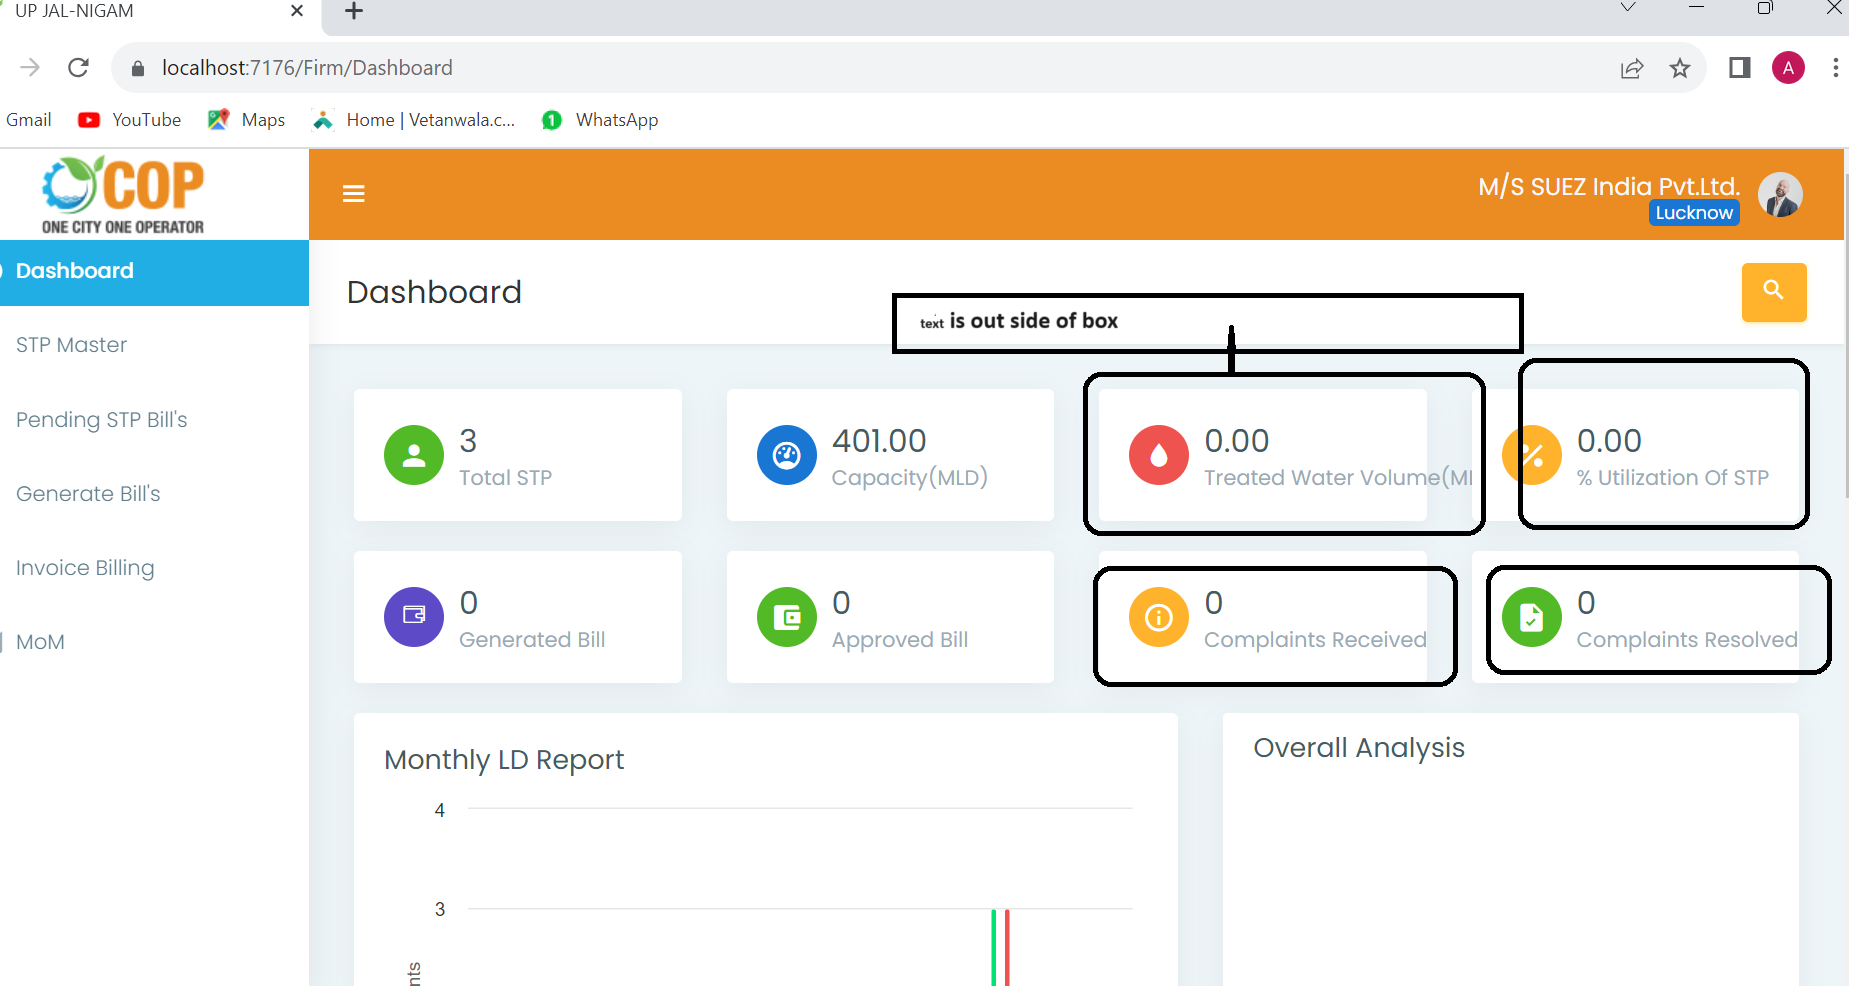 UP JAL-NIGAM
localhost:7176/Firm/Dashboard
A
Gmail
YouTube
Maps
Home | Vetanwala.c...
1
WhatsApp
COP
ONE CITY ONE OPERATOR
M/S SUEZ India Pvt.Ltd.
Lucknow
Dashboard
STP Master
Pending STP Bill's
Generate Bill's
Invoice Billing
MoM
Dashboard
text is out side of box
3
Total STP
401.00
Capacity(MLD)
0.00
Treated Water Volume(Ml
0.00
% Utilization Of STP
0
Generated Bill
0
Approved Bill
0
Complaints Received
0
Complaints Resolved
Monthly LD Report
4
3
nts
Overall Analysis